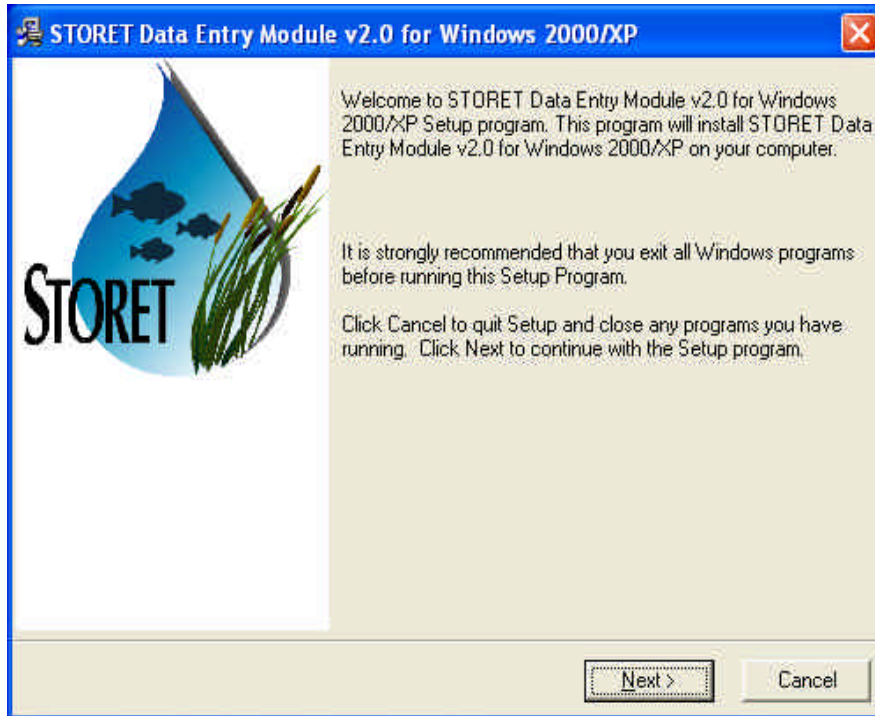 STORET Data Entry Module v2.0 for Windows 2000/XP
Welcome to STORET Data Entry Module v2.0 for Windows
2000/XP Setup program. This program will install STORET Data
Entry Module v2.0 for Windows 2000/XP on your computer.
It is strongly recommended that you exit all Windows programs
before running this Setup Program.
STORET
Click Cancel to quit Setup and close any programs you have
running.  Click Next to continue with the Setup program.
Next >
Cancel